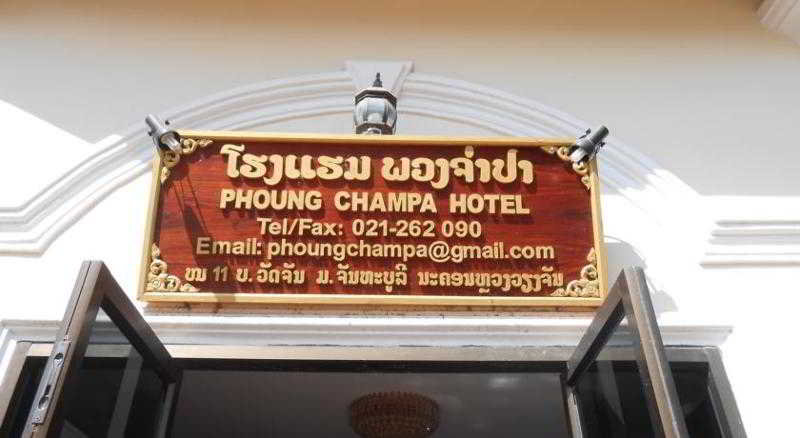 ໂຮງແຮມ ພວງຈຳປາ
PHOUNG CHAMPA HOTEL
Tel/Fax: 021-262 090
Email: phoungchampa@gmail.com
ໜ 11 ບ. ວັດຈັນ ມ. ຈັນທະບູລີ ນະຄອນຫຼວງວຽງຈັນ